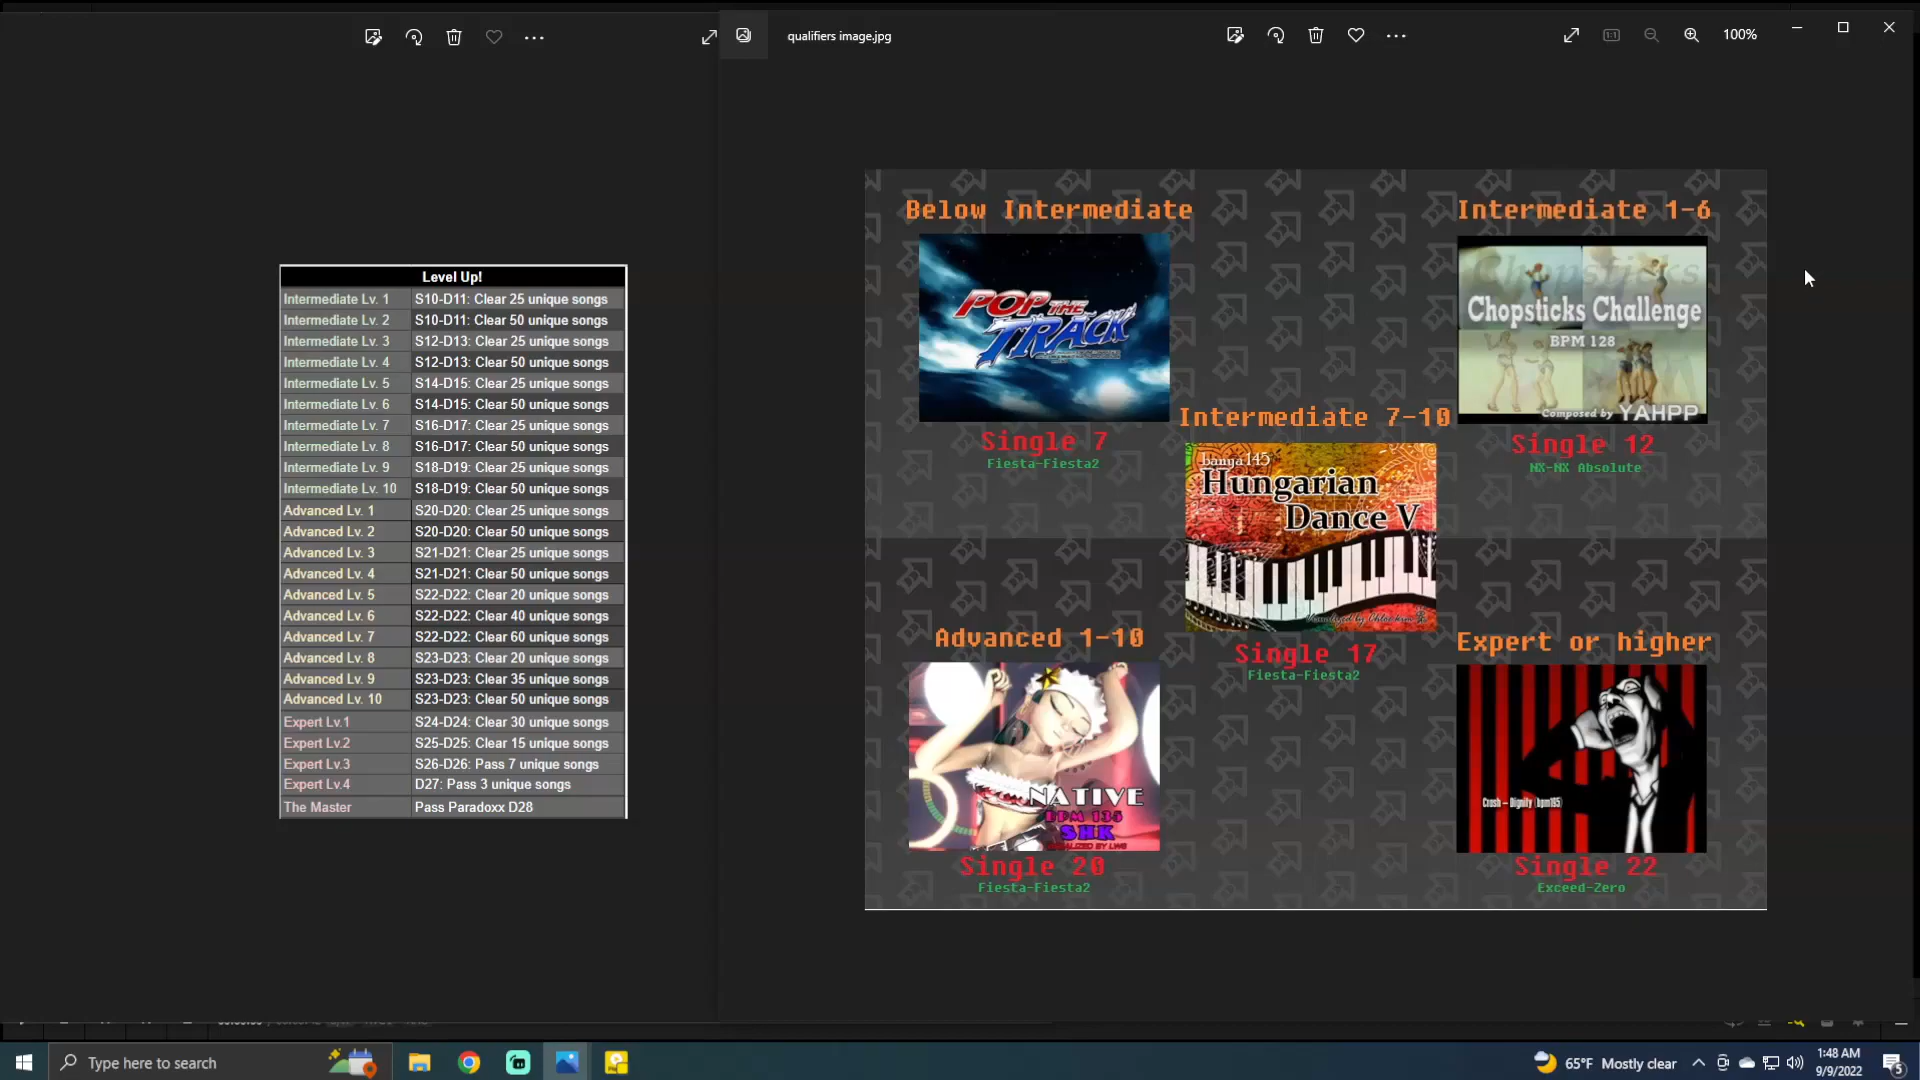 qualifiers image.jpg
100%
Level Up!
Intermediate Lv. 1 S10-D11: Clear 25 unique songs
Intermediate Lv. 2 S10-D11: Clear 50 unique songs
Intermediate Lv. 3 S12-D13: Clear 25 unique songs
Intermediate Lv. 4 S12-D13: Clear 50 unique songs
Intermediate Lv. 5 S14-D15: Clear 25 unique songs
Intermediate Lv. 6 S14-D15: Clear 50 unique songs
Intermediate Lv. 7 S16-D17: Clear 25 unique songs
Intermediate Lv. 8 S16-D17: Clear 50 unique songs
Intermediate Lv. 9 S18-D19: Clear 25 unique songs
Intermediate Lv. 10 S18-D19: Clear 50 unique songs
Advanced Lv. 1 S20-D20: Clear 25 unique songs
Advanced Lv. 2 S20-D20: Clear 50 unique songs
Advanced Lv. 3 S21-D21: Clear 25 unique songs
Advanced Lv. 4 S21-D21: Clear 50 unique songs
Advanced Lv. 5 S22-D22: Clear 20 unique songs
Advanced Lv. 6 S22-D22: Clear 40 unique songs
Advanced Lv. 7 S22-D22: Clear 60 unique songs
Advanced Lv. 8 S23-D23: Clear 20 unique songs
Advanced Lv. 9 S23-D23: Clear 35 unique songs
Advanced Lv. 10 S23-D23: Clear 50 unique songs
Expert Lv.1 S24-D24: Clear 30 unique songs
Expert Lv.2 S25-D25: Clear 15 unique songs
Expert Lv.3 S26-D26: Pass 7 unique songs
Expert Lv.4 D27: Pass 3 unique songs
The Master Pass Paradoxx D28
Below Intermediate
POP THE
TRACK
Single 7
Fiesta-Fiesta2
Intermediate 1-6
Chopsticks
Chopsticks Challenge
BPM 128
Composed by YAHPP
Single 12
NX-NX Absolute
Intermediate 7-10
banya 145
Hungarian
Dance V
Single 17
Fiesta-Fiesta2
Advanced 1-10
NATIVE
BPM 135
SHK
VISUALIZED BY LWG
Single 20
Fiesta-Fiesta2
Expert or higher
Crash - Dignity (bpm195)
Single 22
Exceed-Zero
Type here to search
65°F Mostly clear
1:48 AM
9/9/2022
5